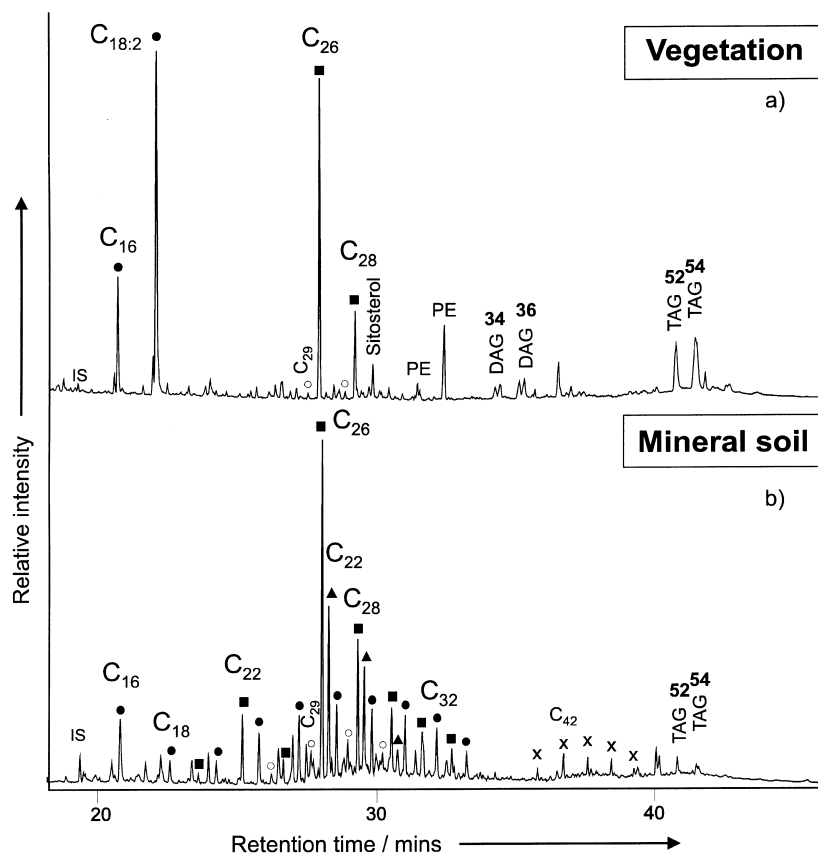 Vegetation
a)
C18:2
C26
C16
C28
IS
C29
Sitosterol
PE
PE
DAG 34
DAG 36
TAG 52
TAG 54
Mineral soil
b)
C26
C22
C28
C22
C16
C18
IS
C29
C32
C42
x x x x x
TAG 52
TAG 54
Relative intensity
20 30 40
Retention time / mins